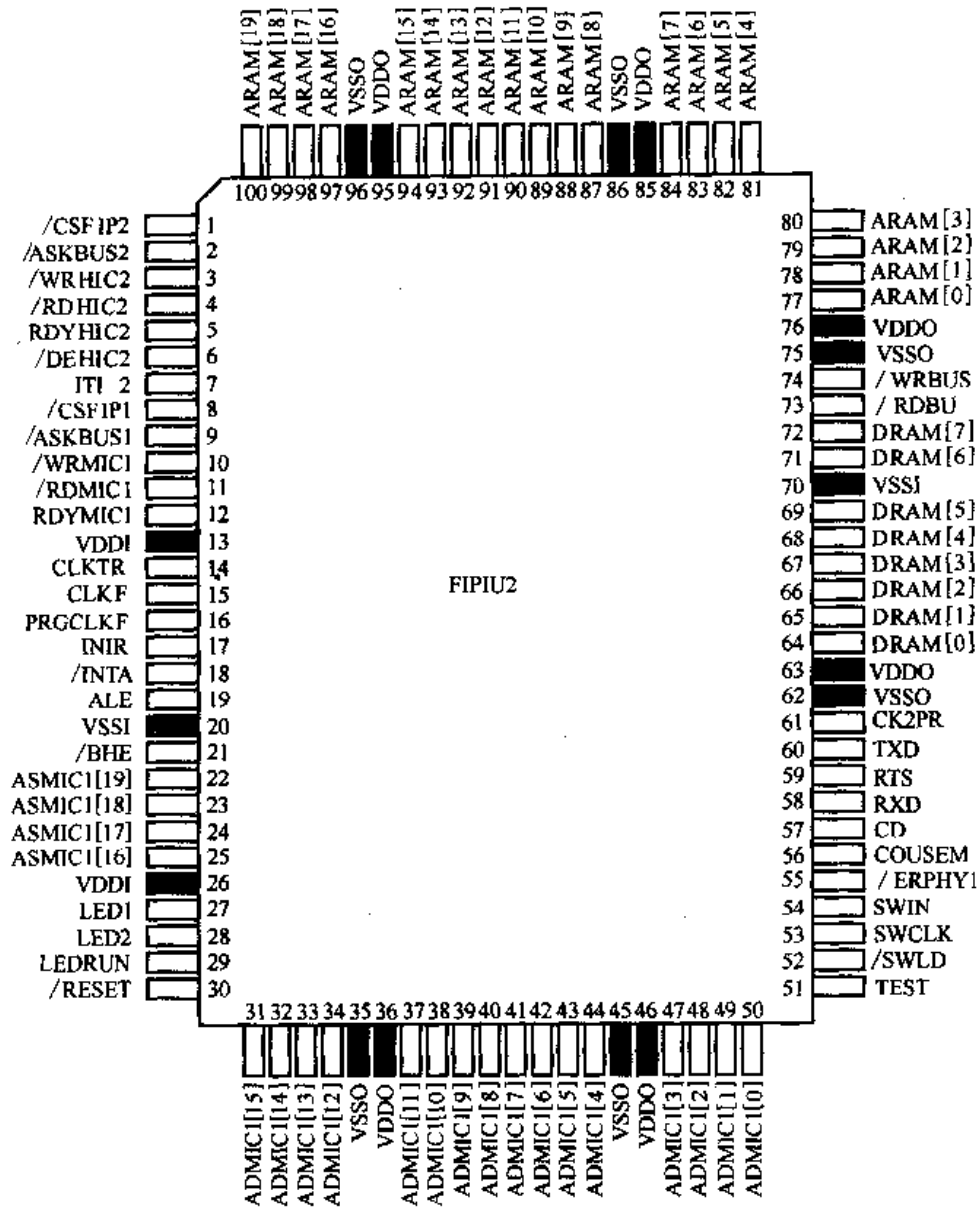 ARAM[19]
ARAM[18]
ARAM[17]
ARAM[16]
VSSO
VDDO
ARAM[15]
ARAM[14]
ARAM[13]
ARAM[12]
ARAM[11]
ARAM[10]
ARAM[9]
ARAM[8]
VSSO
VDDO
ARAM[7]
ARAM[6]
ARAM[5]
ARAM[4]
100 99 98 97 96 95 94 93 92 91 90 89 88 87 86 85 84 83 82 81
/CSF1P2 1
/ASKBUS2 2
/WRHIC2 3
/RDHIC2 4
RDYHIC2 5
/DEHIC2 6
ITI 2 7
/CSF1P1 8
/ASKBUS1 9
/WRMIC1 10
/RDMIC1 11
RDYMIC1 12
VDDI 13
CLKTR 14
CLKF 15
PRGCLKF 16
INIR 17
/INTA 18
ALE 19
VSSI 20
/BHE 21
ASMIC1[19] 22
ASMIC1[18] 23
ASMIC1[17] 24
ASMIC1[16] 25
VDDI 26
LED1 27
LED2 28
LEDRUN 29
/RESET 30
FIPIU2
80 ARAM[3]
79 ARAM[2]
78 ARAM[1]
77 ARAM[0]
76 VDDO
75 VSSO
74 / WRBUS
73 / RDBU
72 DRAM[7]
71 DRAM[6]
70 VSSI
69 DRAM[5]
68 DRAM[4]
67 DRAM[3]
66 DRAM[2]
65 DRAM[1]
64 DRAM[0]
63 VDDO
62 VSSO
61 CK2PR
60 TXD
59 RTS
58 RXD
57 CD
56 COUSEM
55 / ERPHY1
54 SWIN
53 SWCLK
52 /SWLD
51 TEST
31 32 33 34 35 36 37 38 39 40 41 42 43 44 45 46 47 48 49 50
ADMIC1[15]
ADMIC1[14]
ADMIC1[13]
ADMIC1[12]
VSSO
VDDO
ADMIC1[11]
ADMIC1[10]
ADMIC1[9]
ADMIC1[8]
ADMIC1[7]
ADMIC1[6]
ADMIC1[5]
ADMIC1[4]
VSSO
VDDO
ADMIC1[3]
ADMIC1[2]
ADMIC1[1]
ADMIC1[0]